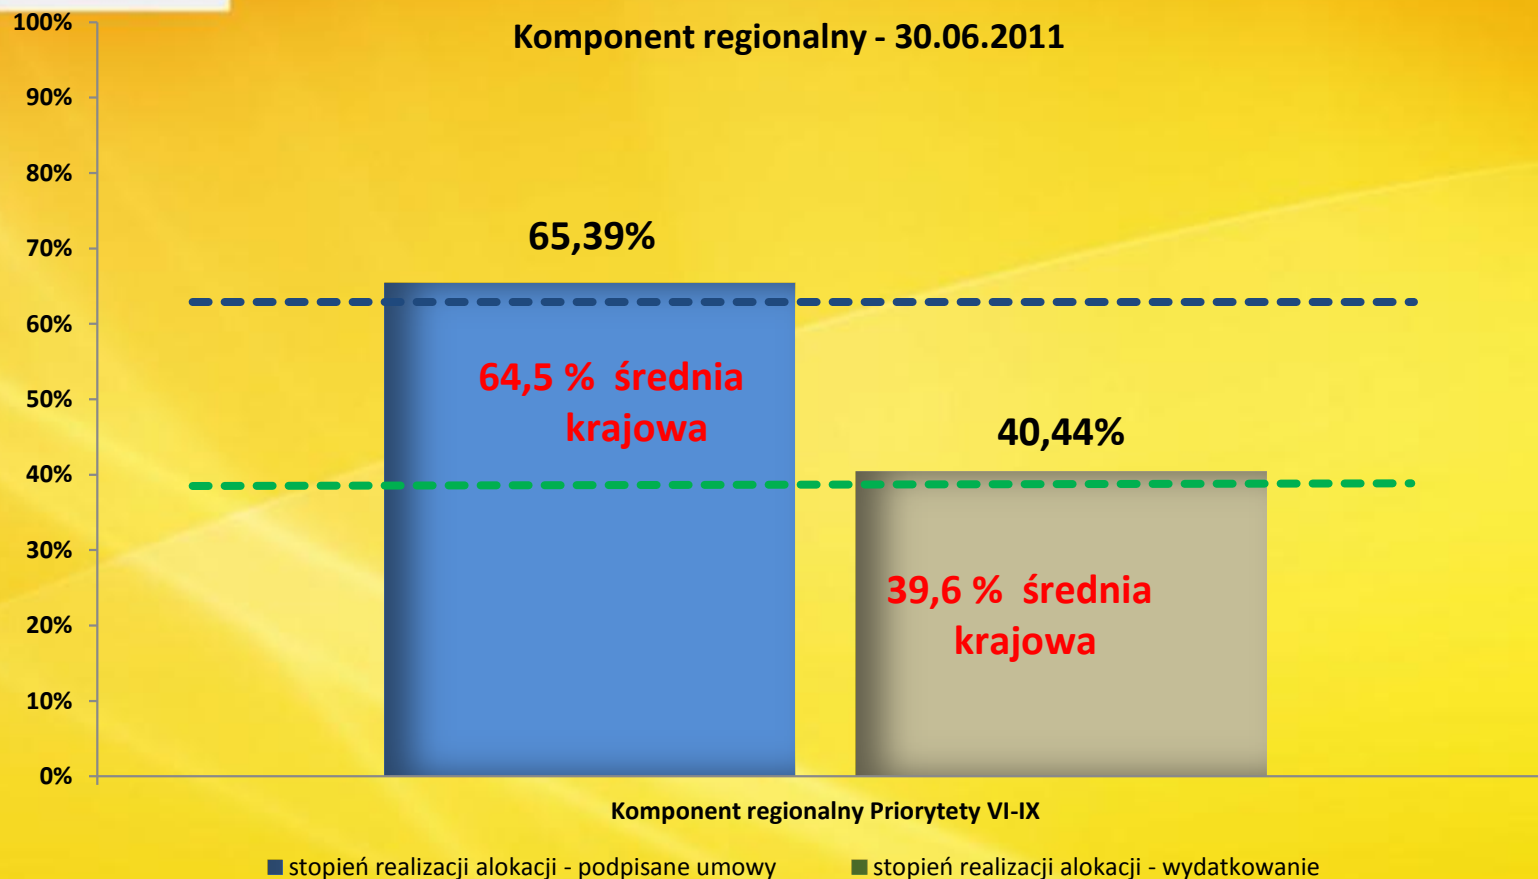 Komponent regionalny - 30.06.2011
100%
90%
80%
70%
60%
50%
40%
30%
20%
10%
0%
65,39%
64,5 % średnia
krajowa
40,44%
39,6 % średnia
krajowa
Komponent regionalny Priorytety VI-IX
stopień realizacji alokacji - podpisane umowy
stopień realizacji alokacji - wydatkowanie